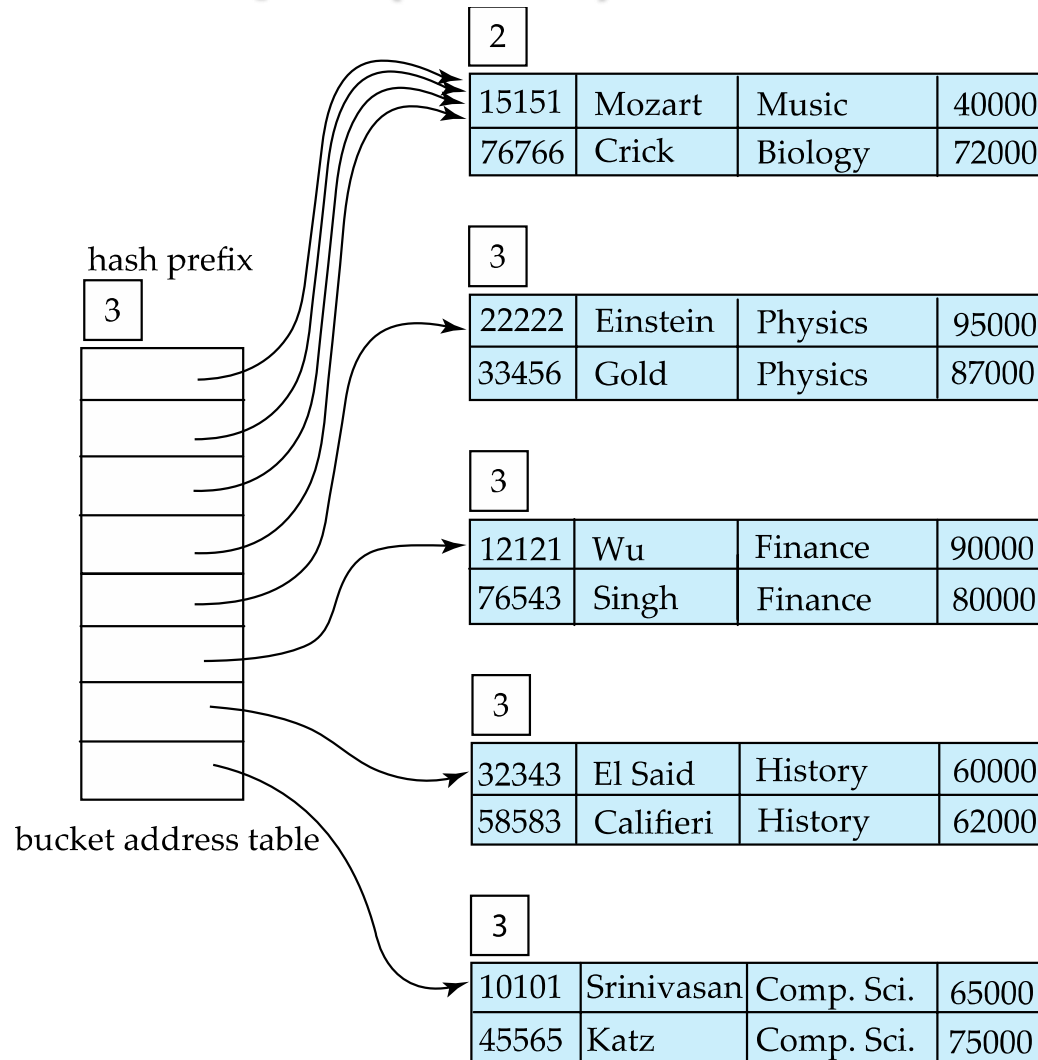 2
15151 Mozart Music 40000
76766 Crick Biology 72000
hash prefix
3
3
22222 Einstein Physics 95000
33456 Gold Physics 87000
3
12121 Wu Finance 90000
76543 Singh Finance 80000
3
32343 El Said History 60000
58583 Califieri History 62000
bucket address table
3
10101 Srinivasan Comp. Sci. 65000
45565 Katz Comp. Sci. 75000